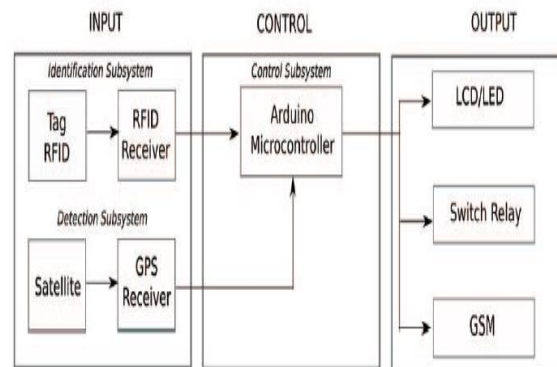 INPUT
CONTROL
OUTPUT
Identification Subsystem
Tag
RFID
RFID
Receiver
Detection Subsystem
Satellite
GPS
Receiver
Control Subsystem
Arduino
Microcontroller
LCD/LED
Switch Relay
GSM